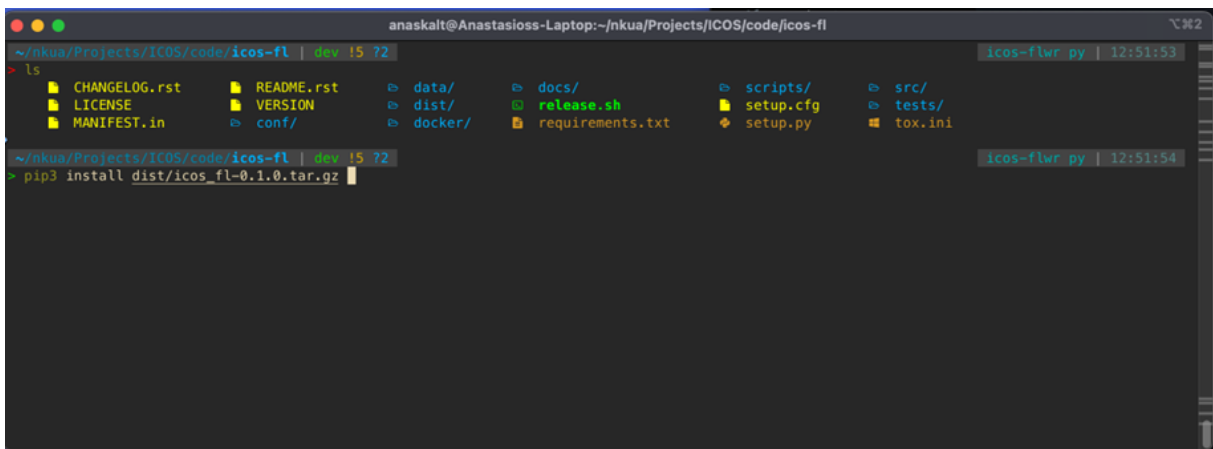 anaskalt@Anastasioss-Laptop:~/nkua/Projects/ICOS/code/icos-fl ⌥⌘2
~/nkua/Projects/ICOS/code/icos-fl | dev !5 ?2 icos-flwr py | 12:51:53
> ls
CHANGELOG.rst README.rst data/ docs/ scripts/ src/
LICENSE VERSION dist/ release.sh setup.cfg tests/
MANIFEST.in conf/ docker/ requirements.txt setup.py tox.ini
~/nkua/Projects/ICOS/code/icos-fl | dev !5 ?2 icos-flwr py | 12:51:54
> pip3 install dist/icos_fl-0.1.0.tar.gz